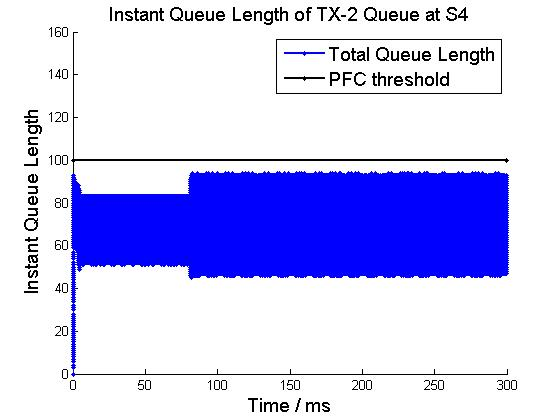 Instant Queue Length of TX-2 Queue at S4
160
140
120
100
80
60
40
20
0
Instant Queue Length
Total Queue Length
PFC threshold
0 50 100 150 200 250 300
Time / ms